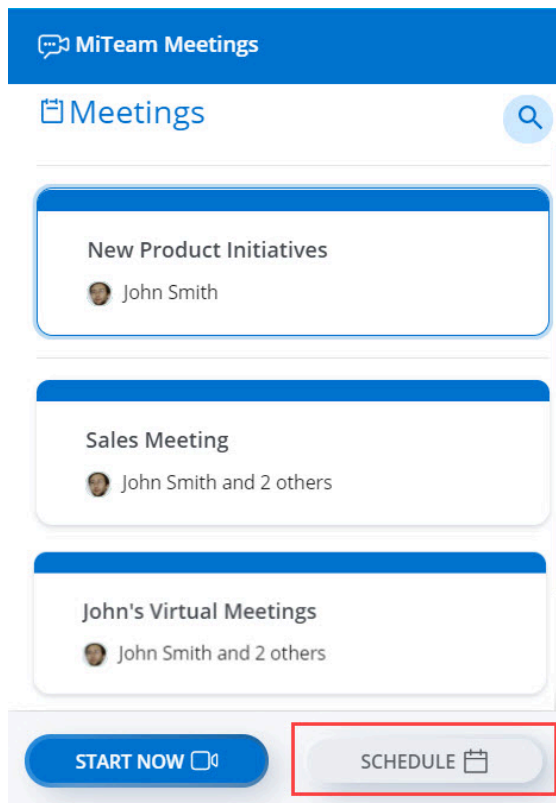 MiTeam Meetings
Meetings
New Product Initiatives
John Smith
Sales Meeting
John Smith and 2 others
John's Virtual Meetings
John Smith and 2 others
START NOW
SCHEDULE